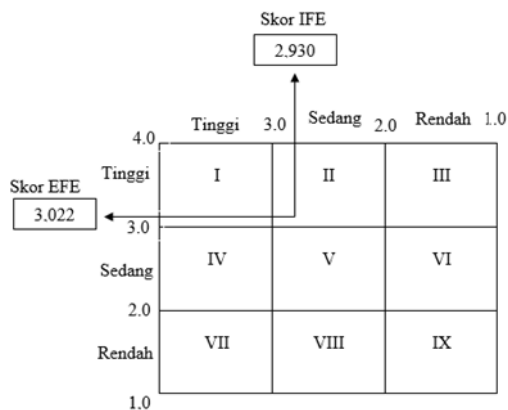 Skor IFE
2.930
Tinggi 3.0 Sedang 2.0 Rendah 1.0
4.0
Tinggi I II III
Skor EFE
3.022
3.0
Sedang IV V VI
2.0
Rendah VII VIII IX
1.0